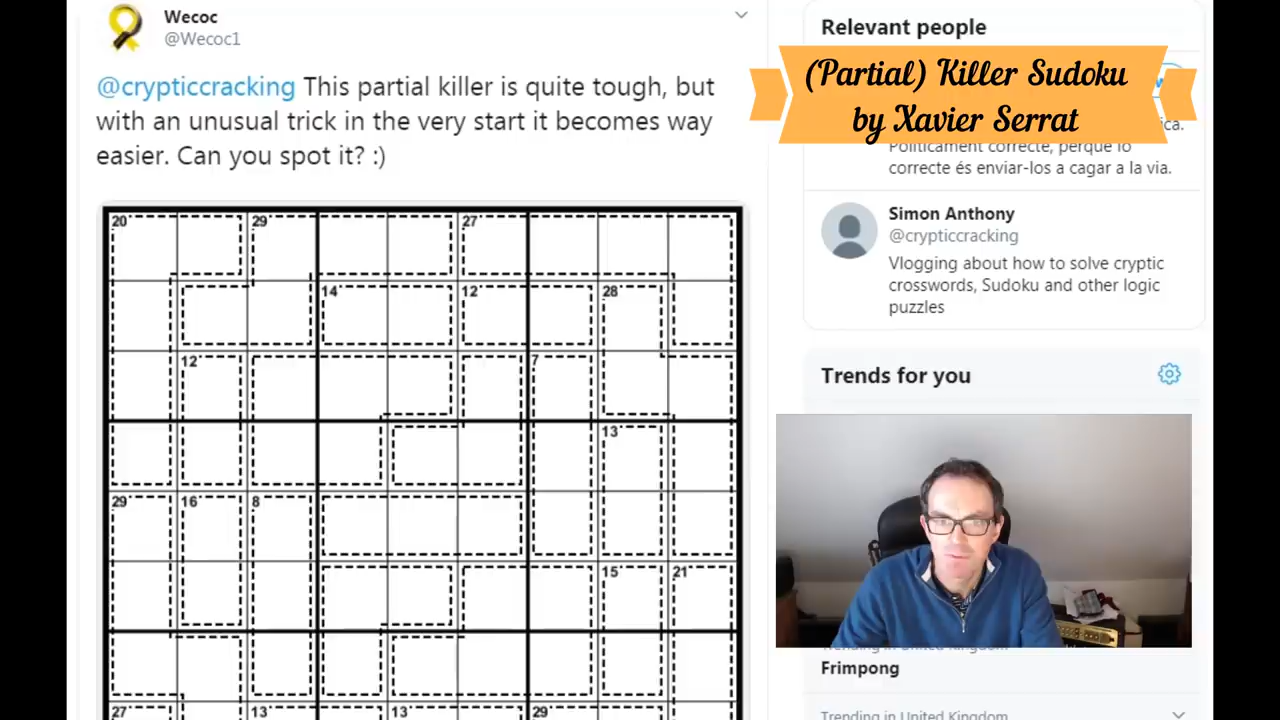 Wecoc
@Wecoc1
@crypticcracking This partial killer is quite tough, but
with an unusual trick in the very start it becomes way
easier. Can you spot it? :)
Relevant people
(Partial) Killer Sudoku
by Xavier Serrat
ica.
Políticament correcte, perquè lo
correcte és enviar-los a cagar a la via.
Simon Anthony
@crypticcracking
Vlogging about how to solve cryptic
crosswords, Sudoku and other logic
puzzles
Trends for you
Frimpong
Trending in United Kingdom
20 29 27
14 12 28
12 7
13
29 16 8
15 21
27 13 13 29